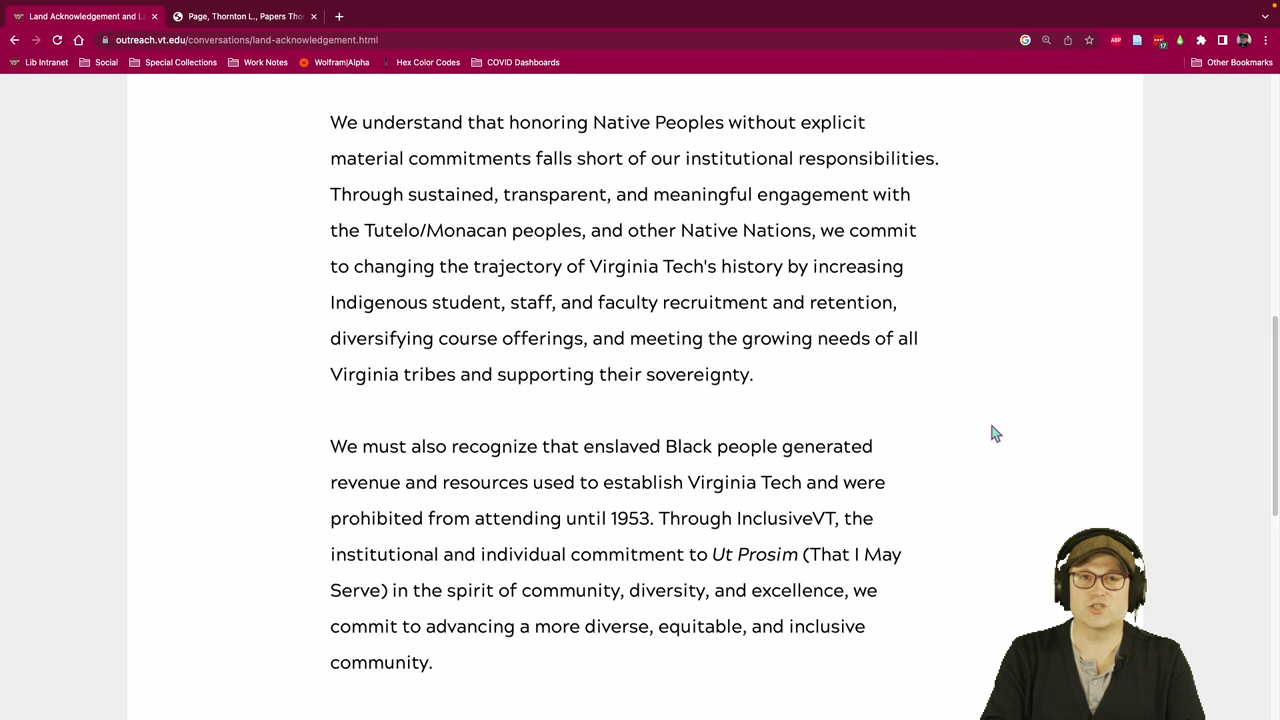 Land Acknowledgement and La
Page, Thornton L., Papers Tho
outreach.vt.edu/conversations/land-acknowledgement.html
ABP
17
Lib Intranet
Social
Special Collections
Work Notes
Wolfram|Alpha
Hex Color Codes
COVID Dashboards
Other Bookmarks
We understand that honoring Native Peoples without explicit
material commitments falls short of our institutional responsibilities.
Through sustained, transparent, and meaningful engagement with
the Tutelo/Monacan peoples, and other Native Nations, we commit
to changing the trajectory of Virginia Tech's history by increasing
Indigenous student, staff, and faculty recruitment and retention,
diversifying course offerings, and meeting the growing needs of all
Virginia tribes and supporting their sovereignty.
We must also recognize that enslaved Black people generated
revenue and resources used to establish Virginia Tech and were
prohibited from attending until 1953. Through InclusiveVT, the
institutional and individual commitment to Ut Prosim (That I May
Serve) in the spirit of community, diversity, and excellence, we
commit to advancing a more diverse, equitable, and inclusive
community.